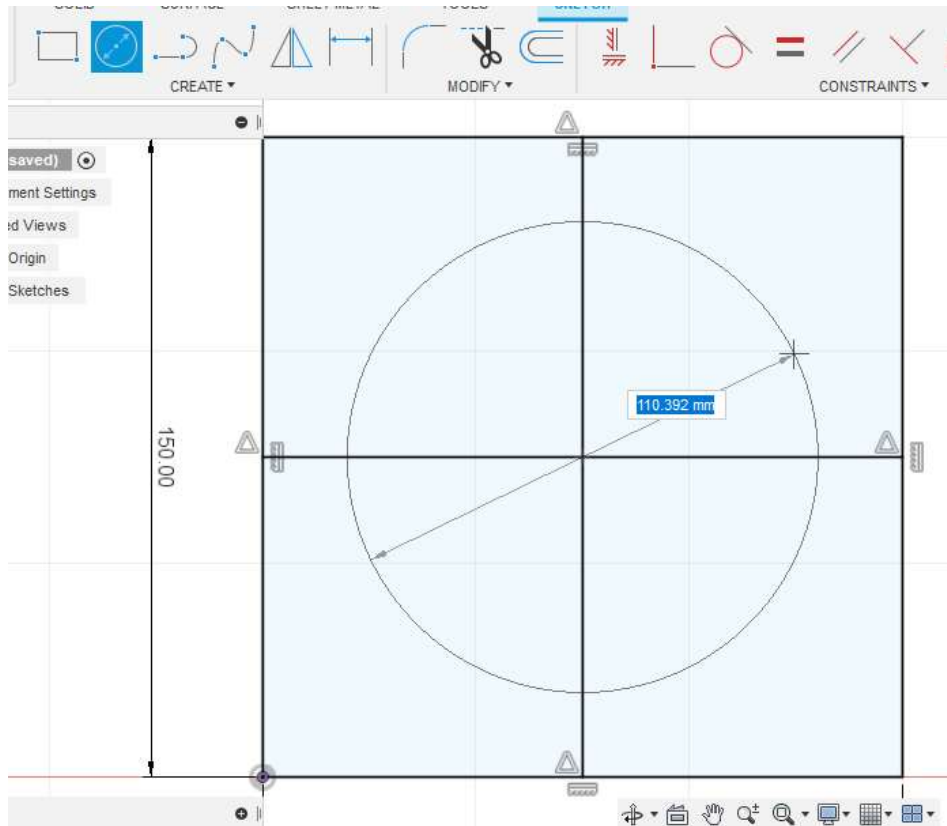 CREATE ▾
MODIFY ▾
CONSTRAINTS ▾
saved)
ment Settings
ed Views
Origin
Sketches
150.00
110.392 mm